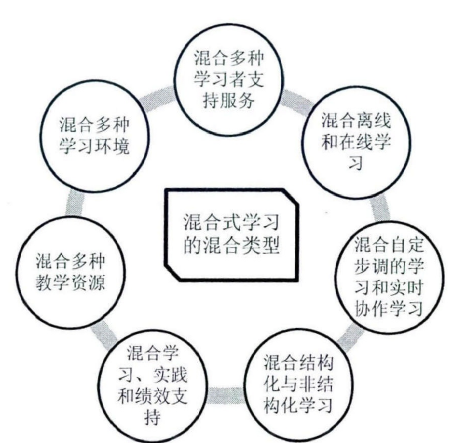 混合多种
学习者支
持服务
混合离线
和在线学
习
混合自定
步调的学
习和实时
协作学习
混合结构
化与非结
构化学习
混合学
习、实践
和绩效支
持
混合多种
教学资源
混合多种
学习环境
混合式学习
的混合类型